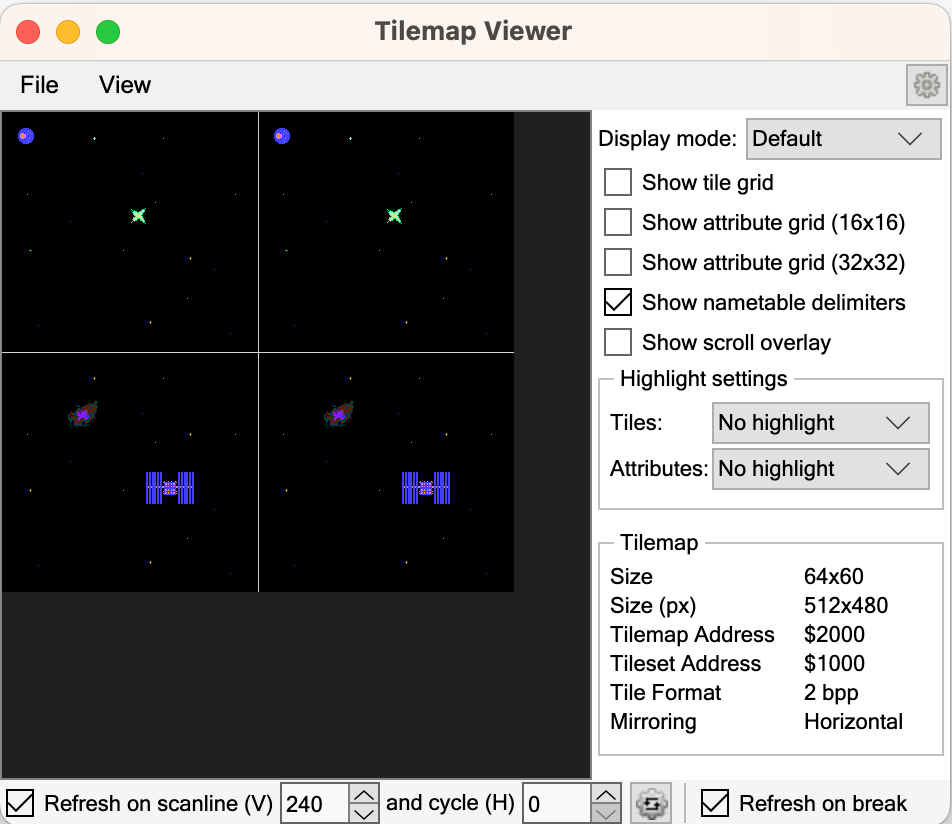 Tilemap Viewer
File View
Display mode: Default
Show tile grid
Show attribute grid (16x16)
Show attribute grid (32x32)
Show nametable delimiters
Show scroll overlay
Highlight settings
Tiles: No highlight
Attributes: No highlight
Tilemap
Size 64x60
Size (px) 512x480
Tilemap Address $2000
Tileset Address $1000
Tile Format 2 bpp
Mirroring Horizontal
Refresh on scanline (V) 240 and cycle (H) 0 Refresh on break